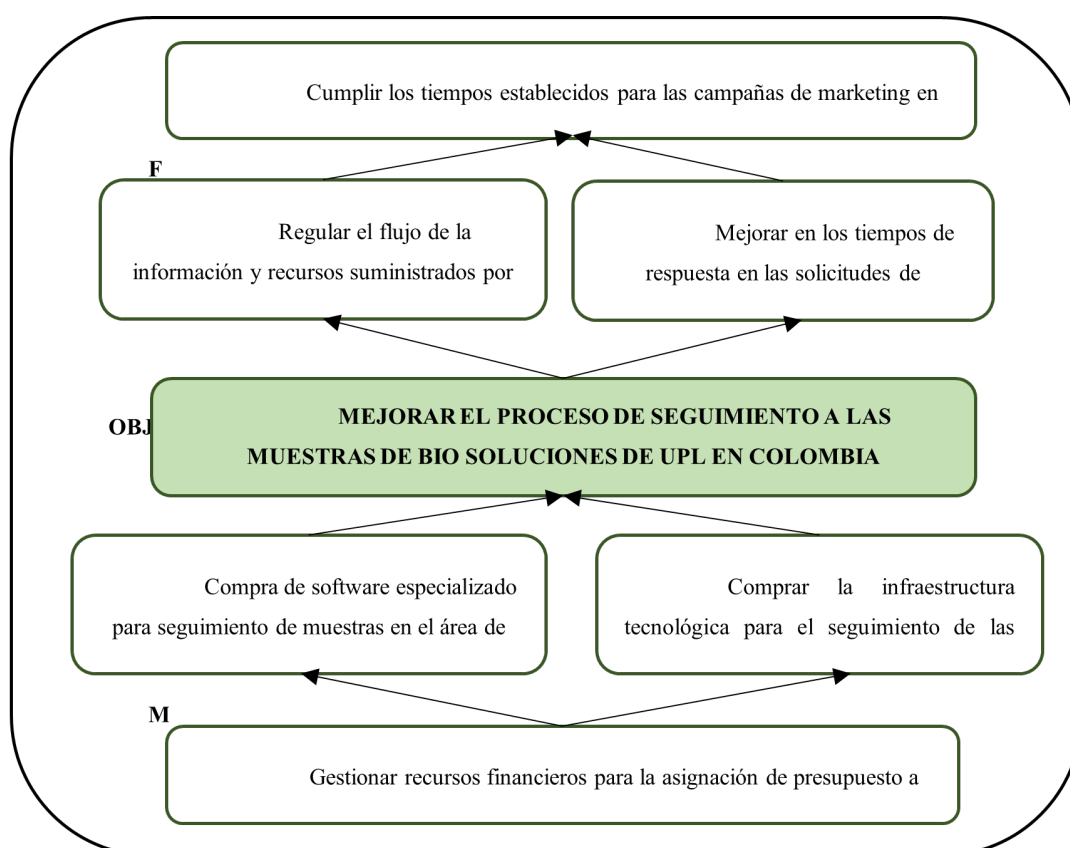 Cumplir los tiempos establecidos para las campañas de marketing en
F
Regular el flujo de la
información y recursos suministrados por
Mejorar en los tiempos de
respuesta en las solicitudes de
OBJ
MEJORAR EL PROCESO DE SEGUIMIENTO A LAS
MUESTRAS DE BIO SOLUCIONES DE UPL EN COLOMBIA
Compra de software especializado
para seguimiento de muestras en el área de
Comprar la infraestructura
tecnológica para el seguimiento de las
M
Gestionar recursos financieros para la asignación de presupuesto a